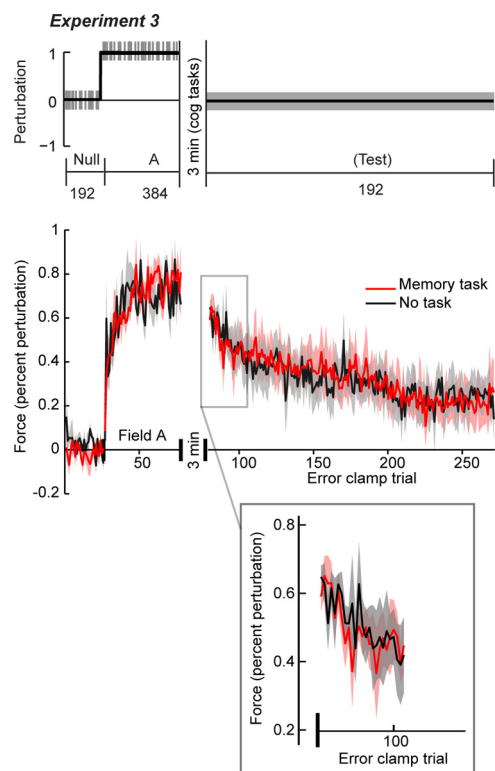 Experiment 3
Perturbation
1
0
−1
3 min (cog tasks)
Null
A
(Test)
192
384
192
Force (percent perturbation)
1
0.8
0.6
0.4
0.2
0
-0.2
Memory task
No task
Field A
50
3 min
100
150
200
250
Error clamp trial
Force (percent perturbation)
0.8
0.6
0.4
0.2
100
Error clamp trial